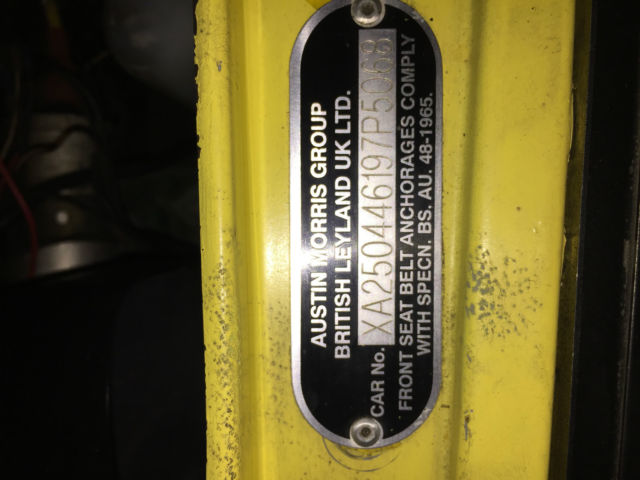 AUSTIN MORRIS GROUP
BRITISH LEYLAND UK LTD.
CAR No. XA250446197P5068
FRONT SEAT BELT ANCHORAGES COMPLY
WITH SPECN. BS. AU. 48-1965.